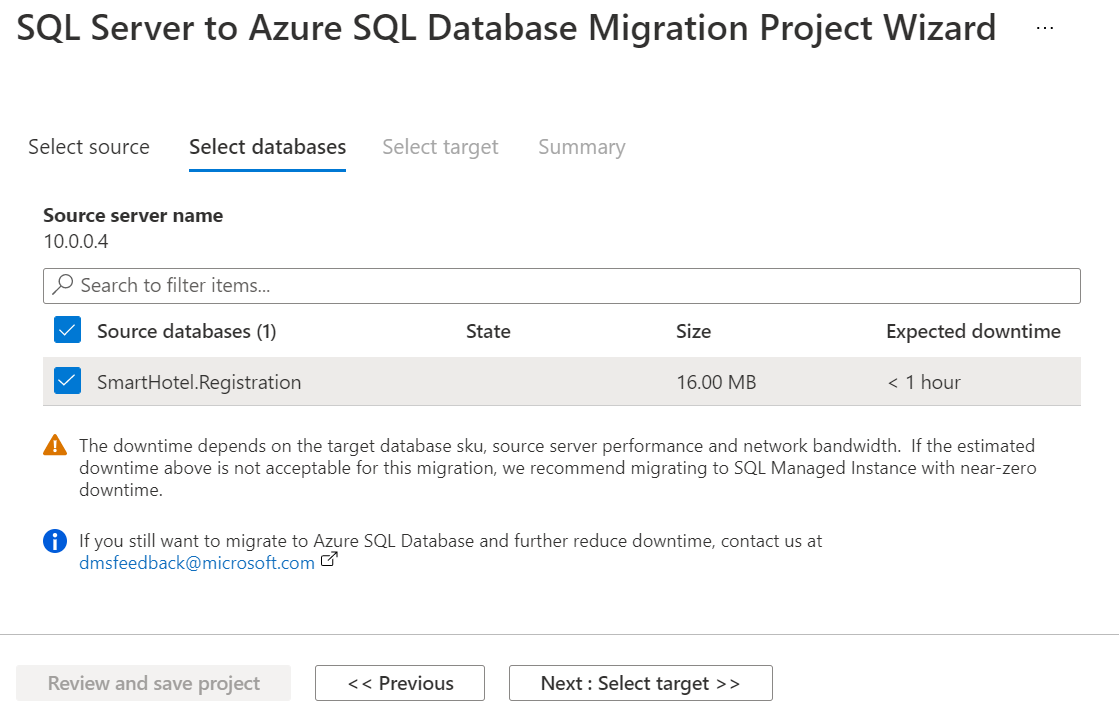 SQL Server to Azure SQL Database Migration Project Wizard ...
Select source Select databases Select target Summary
Source server name
10.0.0.4
Search to filter items...
Source databases (1) State Size Expected downtime
SmartHotel.Registration 16.00 MB < 1 hour
The downtime depends on the target database sku, source server performance and network bandwidth. If the estimated
downtime above is not acceptable for this migration, we recommend migrating to SQL Managed Instance with near-zero
downtime.
If you still want to migrate to Azure SQL Database and further reduce downtime, contact us at
dmsfeedback@microsoft.com
Review and save project << Previous Next : Select target >>